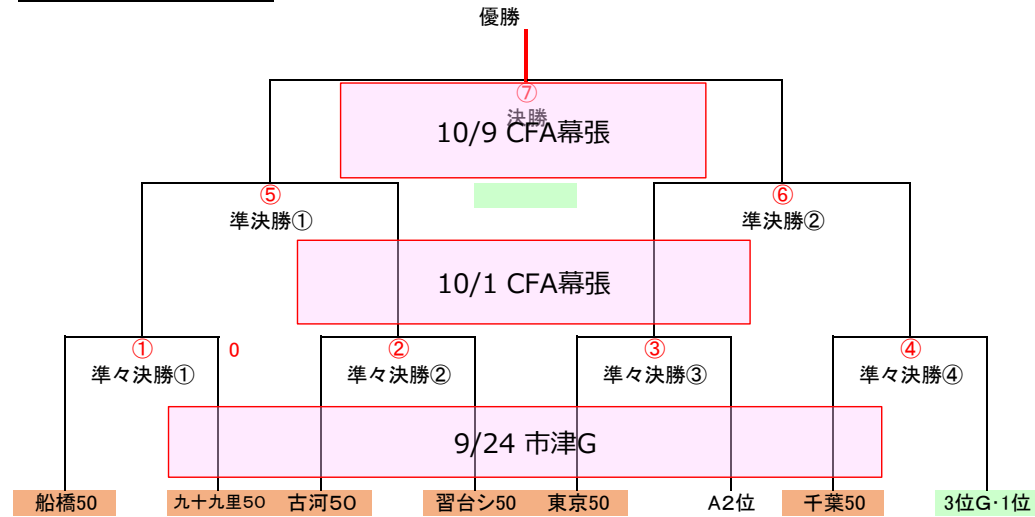 優勝
⑦
決勝
10/9 CFA幕張
⑤
⑥
準決勝①
準決勝②
10/1 CFA幕張
①
0
②
③
④
準々決勝①
準々決勝②
準々決勝③
準々決勝④
9/24 市津G
船橋50
九十九里50
古河50
習台シ50
東京50
A2位
千葉50
3位G・1位